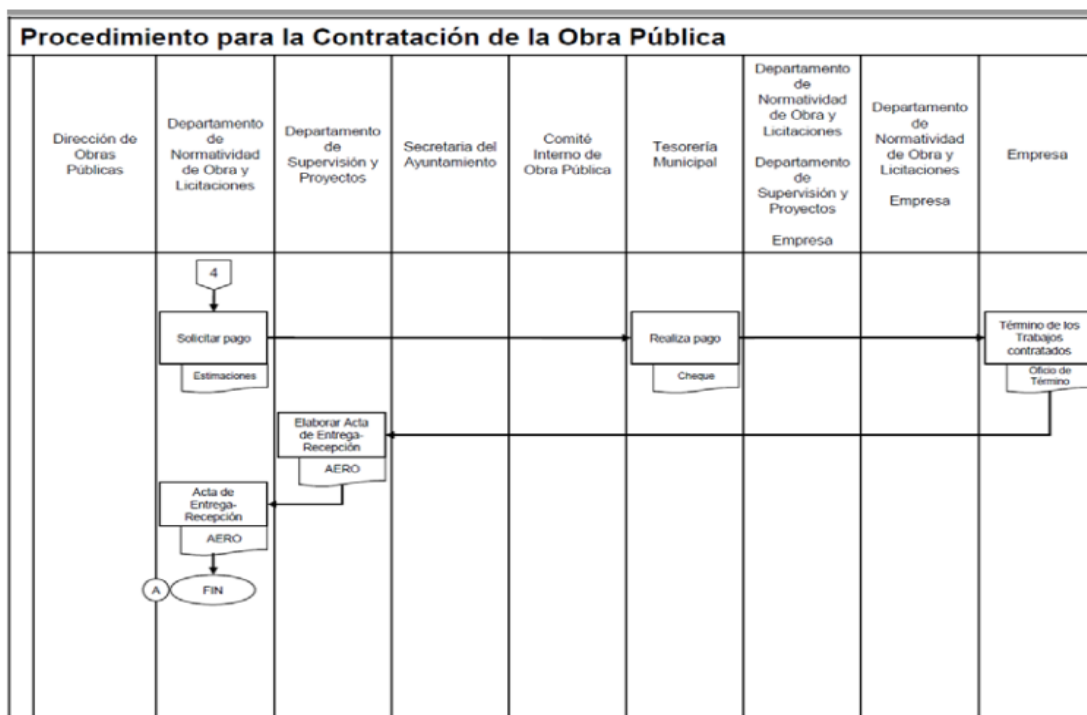 Procedimiento para la Contratación de la Obra Pública
Dirección de
Obras
Públicas
Departamento
de
Normatividad
de Obra y
Licitaciones
Departamento
de
Supervisión y
Proyectos
Secretaria del
Ayuntamiento
Comité
Interno de
Obra Pública
Tesorería
Municipal
Departamento
de
Normatividad
de Obra y
Licitaciones
Departamento
de
Supervisión y
Proyectos
Empresa
Departamento
de
Normatividad
de Obra y
Licitaciones
Empresa
Empresa
4
Solicitar pago
Estimaciones
Realiza pago
Cheque
Término de los
Trabajos
contratados
Oficio de
Término
Elaborar Acta
de Entrega-
Recepción
AERO
Acta de
Entrega-
Recepción
AERO
A
FIN